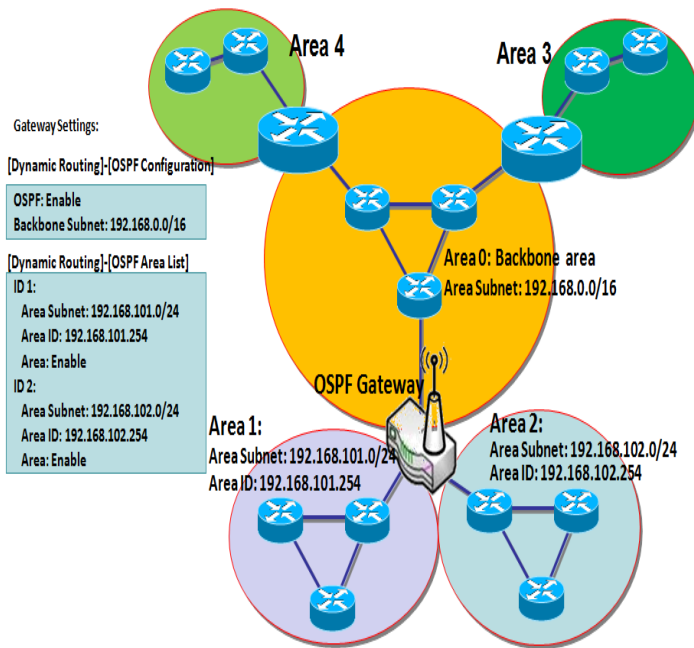 Area 4
Area 3
Gateway Settings:
[Dynamic Routing]-[OSPF Configuration]
OSPF: Enable
Backbone Subnet: 192.168.0.0/16
[Dynamic Routing]-[OSPF Area List]
ID 1:
Area Subnet: 192.168.101.0/24
Area ID: 192.168.101.254
Area: Enable
ID 2:
Area Subnet: 192.168.102.0/24
Area ID: 192.168.102.254
Area: Enable
Area 0: Backbone area
Area Subnet: 192.168.0.0/16
OSPF Gateway
Area 1:
Area Subnet: 192.168.101.0/24
Area ID: 192.168.101.254
Area 2:
Area Subnet: 192.168.102.0/24
Area ID: 192.168.102.254